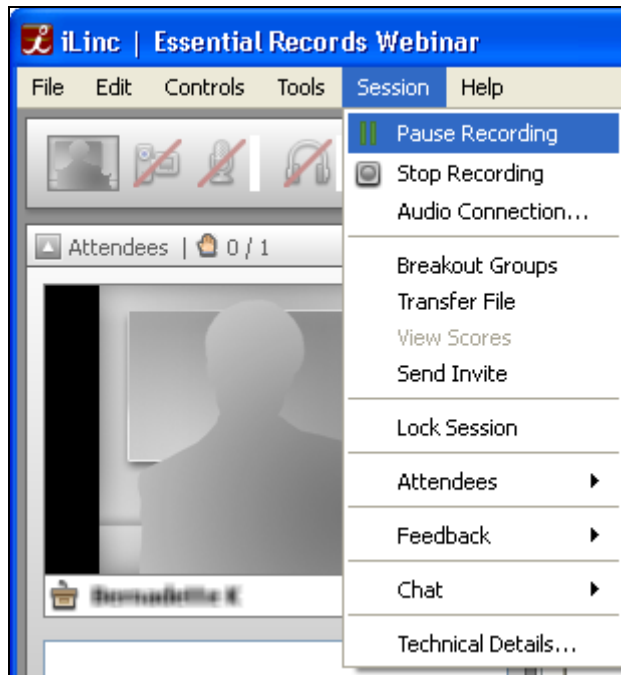 iLinc | Essential Records Webinar
File Edit Controls Tools Session Help
Pause Recording
Stop Recording
Audio Connection...
Attendees | 0 / 1
Breakout Groups
Transfer File
View Scores
Send Invite
Lock Session
Attendees
Feedback
Chat
Technical Details...